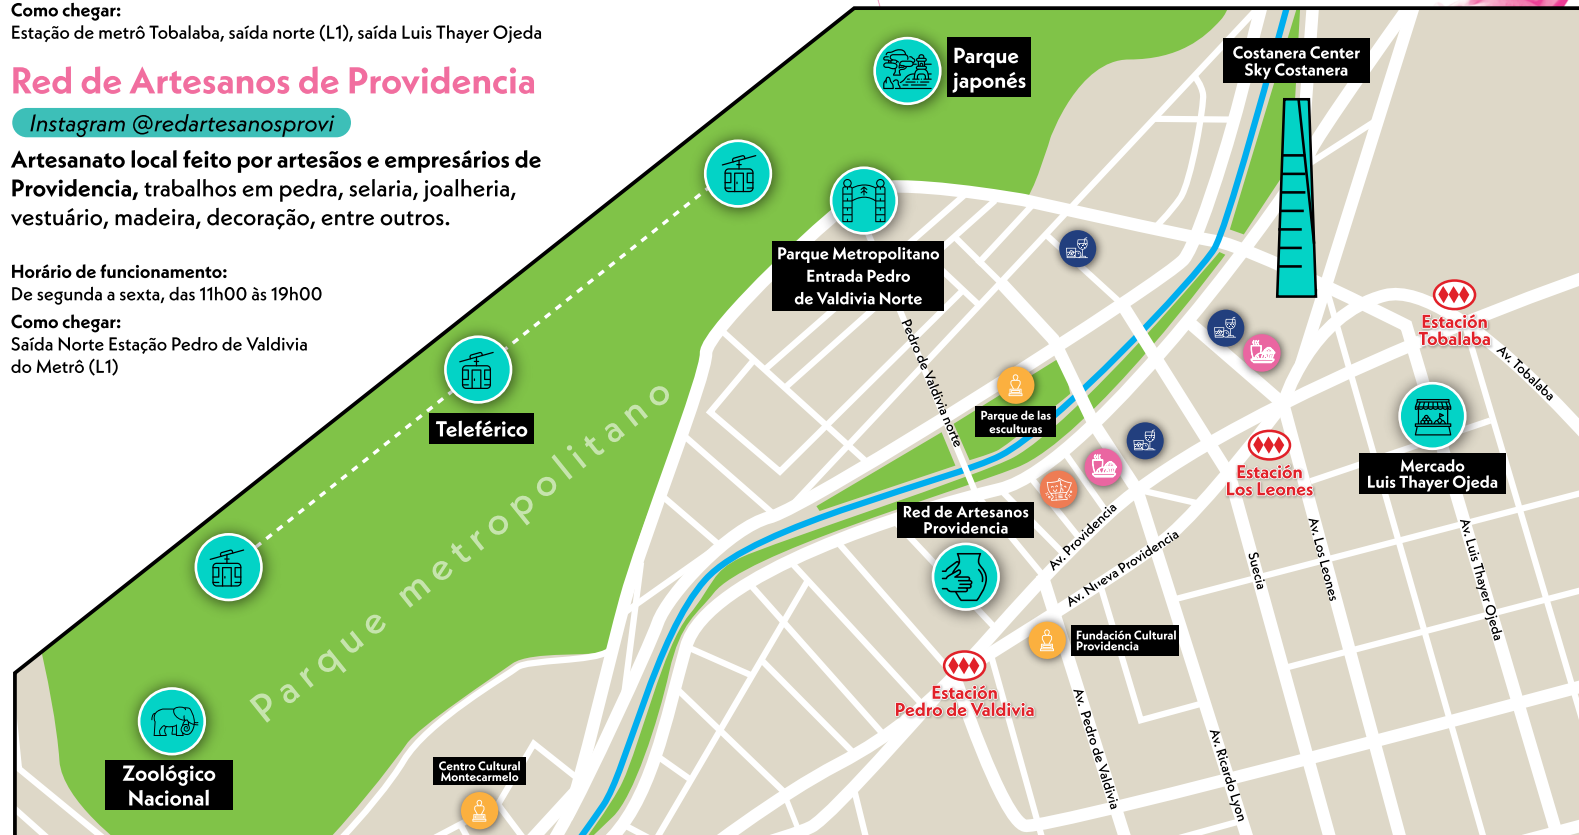 Como chegar:
Estação de metrô Tobalaba, saída norte (L1), saída Luis Thayer Ojeda
Red de Artesanos de Providencia
Instagram @redartesanosprovi
Artesanato local feito por artesãos e empresários de
Providencia, trabalhos em pedra, selaria, joalheria,
vestuário, madeira, decoração, entre outros.
Horário de funcionamento:
De segunda a sexta, das 11h00 às 19h00
Como chegar:
Saída Norte Estação Pedro de Valdivia
do Metrô (L1)
Parque
japonés
Costanera Center
Sky Costanera
Parque Metropolitano
Entrada Pedro
de Valdivia Norte
Estación
Tobalaba
Av. Tobalaba
Pedro de Valdivia norte
Teleférico
Parque metropolitano
Parque de las
esculturas
Estación
Los Leones
Mercado
Luis Thayer Ojeda
Red de Artesanos
Providencia
Av. Providencia
Av. Nueva Providencia
Suecia
Av. Los Leones
Av. Luis Thayer Ojeda
Fundación Cultural
Providencia
Estación
Pedro de Valdivia
Av. Pedro de Valdivia
Av. Ricardo Lyon
Zoológico
Nacional
Centro Cultural
Montecarmelo